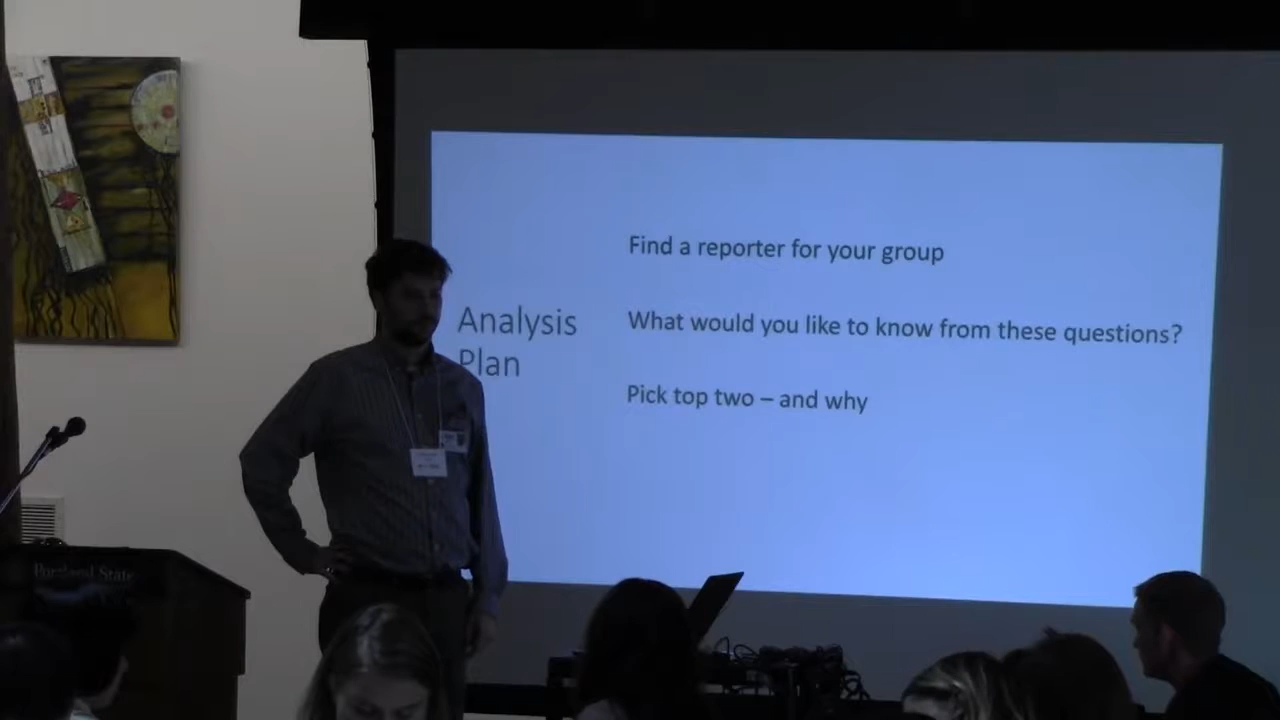 Analysis
Plan
Find a reporter for your group
What would you like to know from these questions?
Pick top two – and why
Portland State